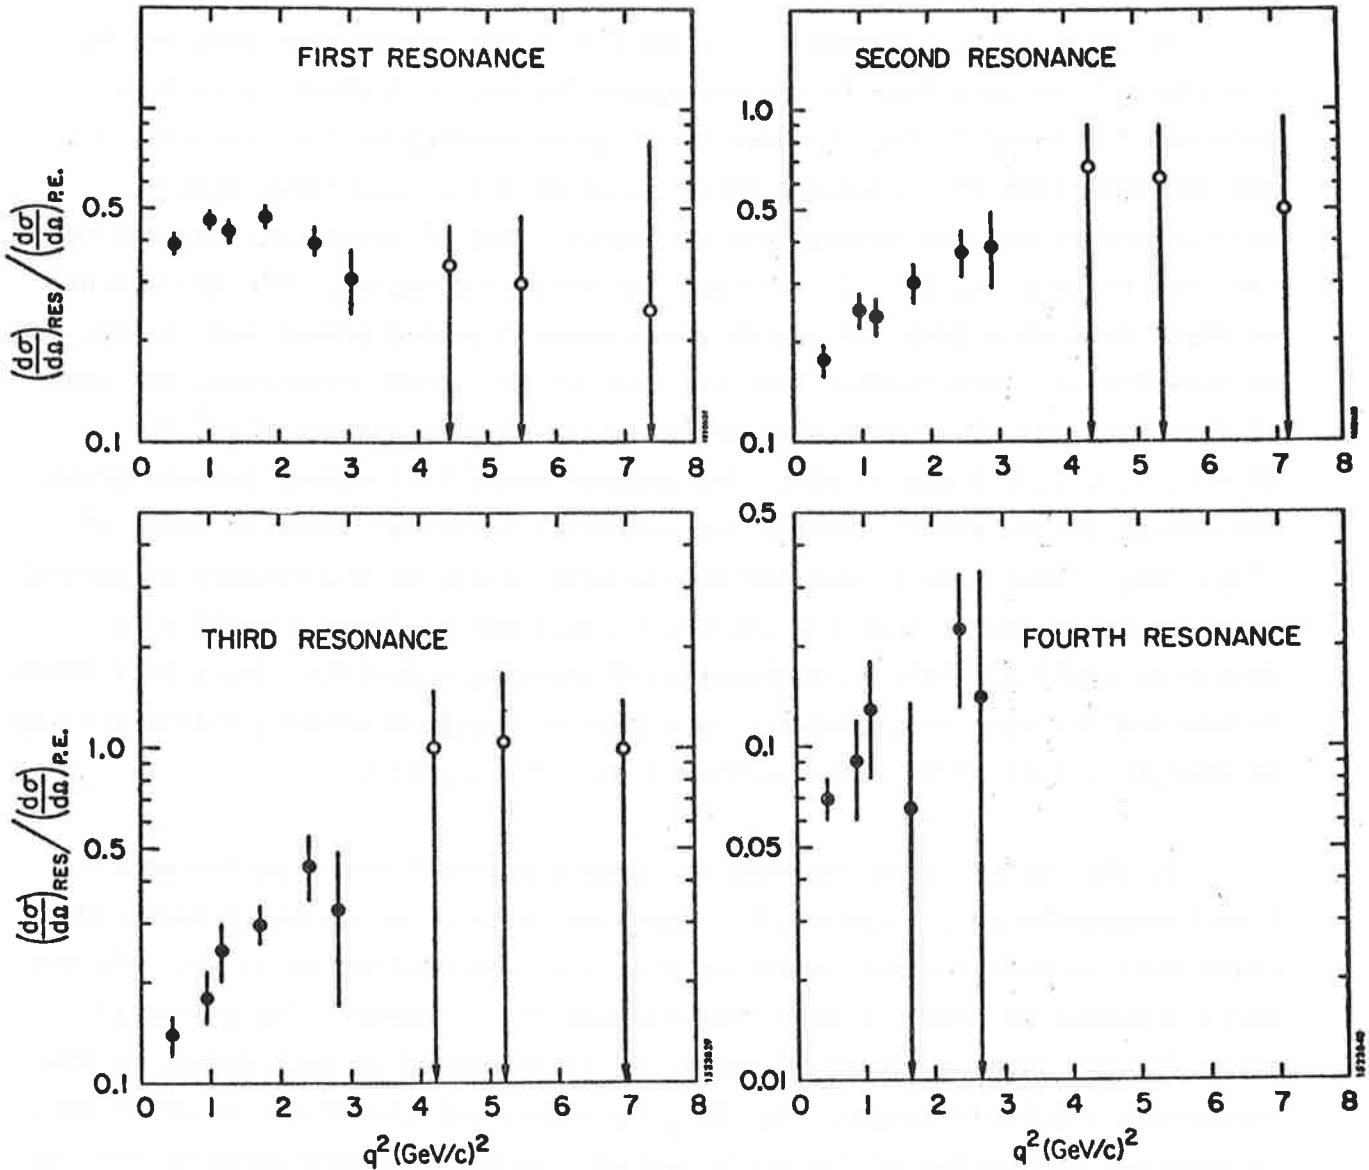 FIRST RESONANCE
(dσ/dΩ)RES/(dσ/dΩ)P.E.
0.5
0.1
0 1 2 3 4 5 6 7 8
SECOND RESONANCE
1.0
0.5
0.1
0 1 2 3 4 5 6 7 8
THIRD RESONANCE
(dσ/dΩ)RES/(dσ/dΩ)P.E.
1.0
0.5
0.1
0 1 2 3 4 5 6 7 8
q²(GeV/c)²
1523B39
FOURTH RESONANCE
0.5
0.1
0.05
0.01
0 1 2 3 4 5 6 7 8
q²(GeV/c)²
1523B40